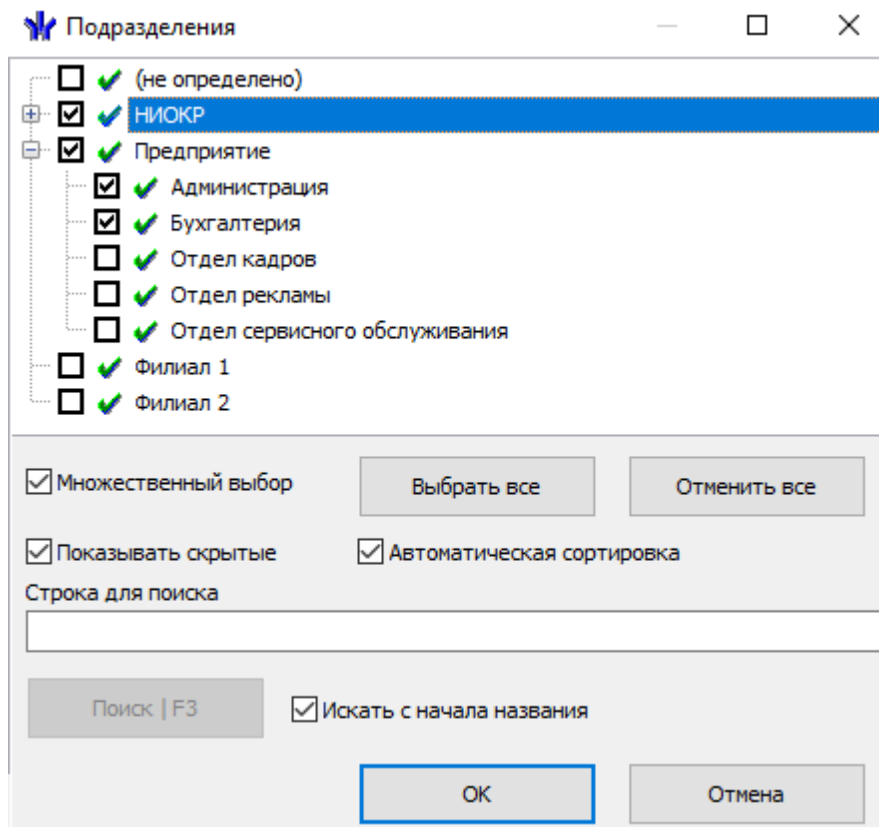 Подразделения
(не определено)
НИОКР
Предприятие
Администрация
Бухгалтерия
Отдел кадров
Отдел рекламы
Отдел сервисного обслуживания
Филиал 1
Филиал 2
Множественный выбор
Выбрать все
Отменить все
Показывать скрытые
Автоматическая сортировка
Строка для поиска
Поиск | F3
Искать с начала названия
ОК
Отмена